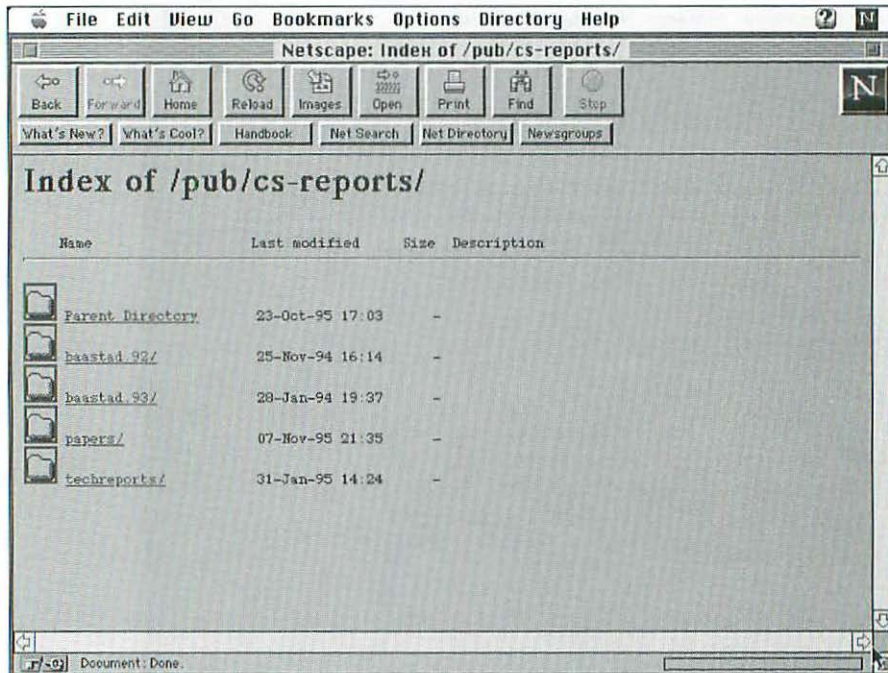 File Edit View Go Bookmarks Options Directory Help
Netscape: Index of /pub/cs-reports/
Back Forward Home Reload Images Open Print Find Stop
N
What's New? What's Cool? Handbook Net Search Net Directory Newsgroups
Index of /pub/cs-reports/
Name Last modified Size Description
Parent Directory 23-Oct-95 17:03 -
baastad.92/ 25-Nov-94 16:14 -
baastad.93/ 28-Jan-94 19:37 -
papers/ 07-Nov-95 21:35 -
techreports/ 31-Jan-95 14:24 -
Document: Done.